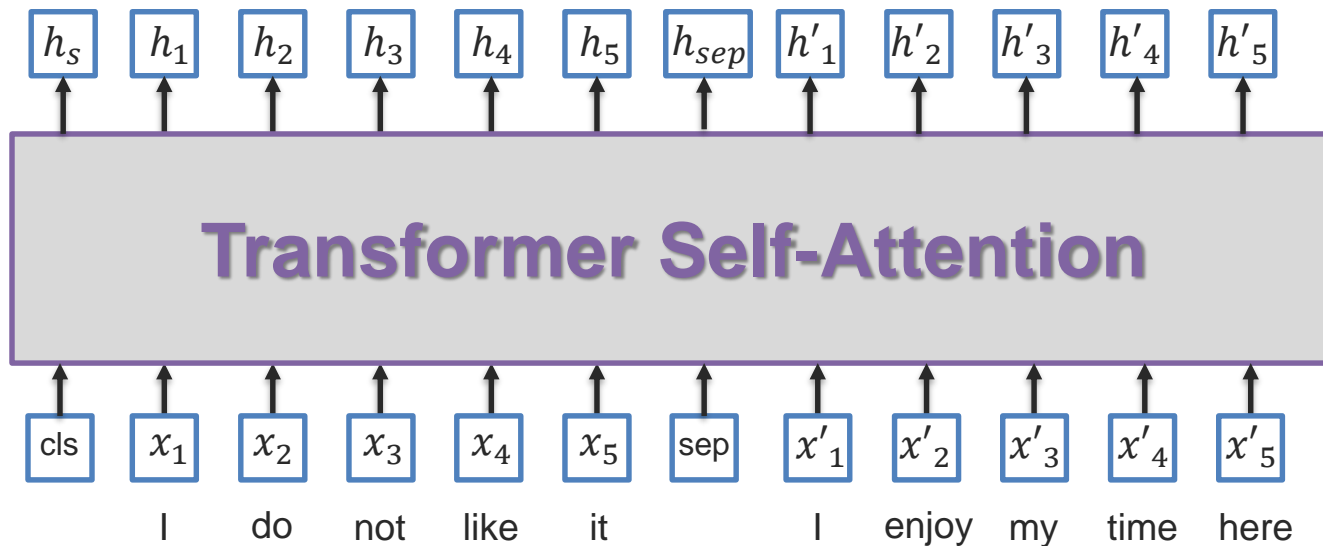 h_s h_1 h_2 h_3 h_4 h_5 h_sep h'_1 h'_2 h'_3 h'_4 h'_5
Transformer Self-Attention
cls x_1 x_2 x_3 x_4 x_5 sep x'_1 x'_2 x'_3 x'_4 x'_5
I do not like it I enjoy my time here